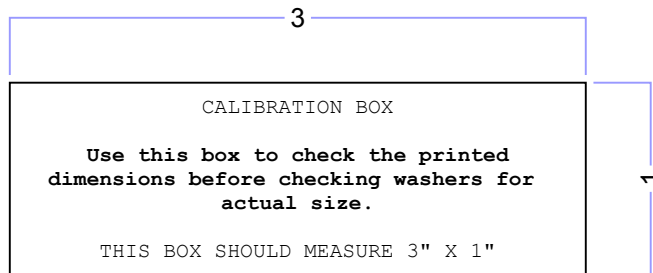 3
CALIBRATION BOX
Use this box to check the printed
dimensions before checking washers for
actual size.
1
THIS BOX SHOULD MEASURE 3" X 1"